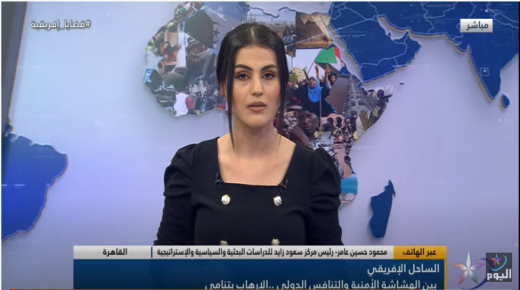 #قضايا_إفريقية
مباشر
عبر الهاتف
محمود حسين عامر- رئيس مركز سعود زايد للدراسات البحثية والسياسية والإستراتيجية
القاهرة
الساحل الإفريقي
بين الهشاشة الأمنية والتنافس الدولي ..الإرهاب يتنامى
اليوم